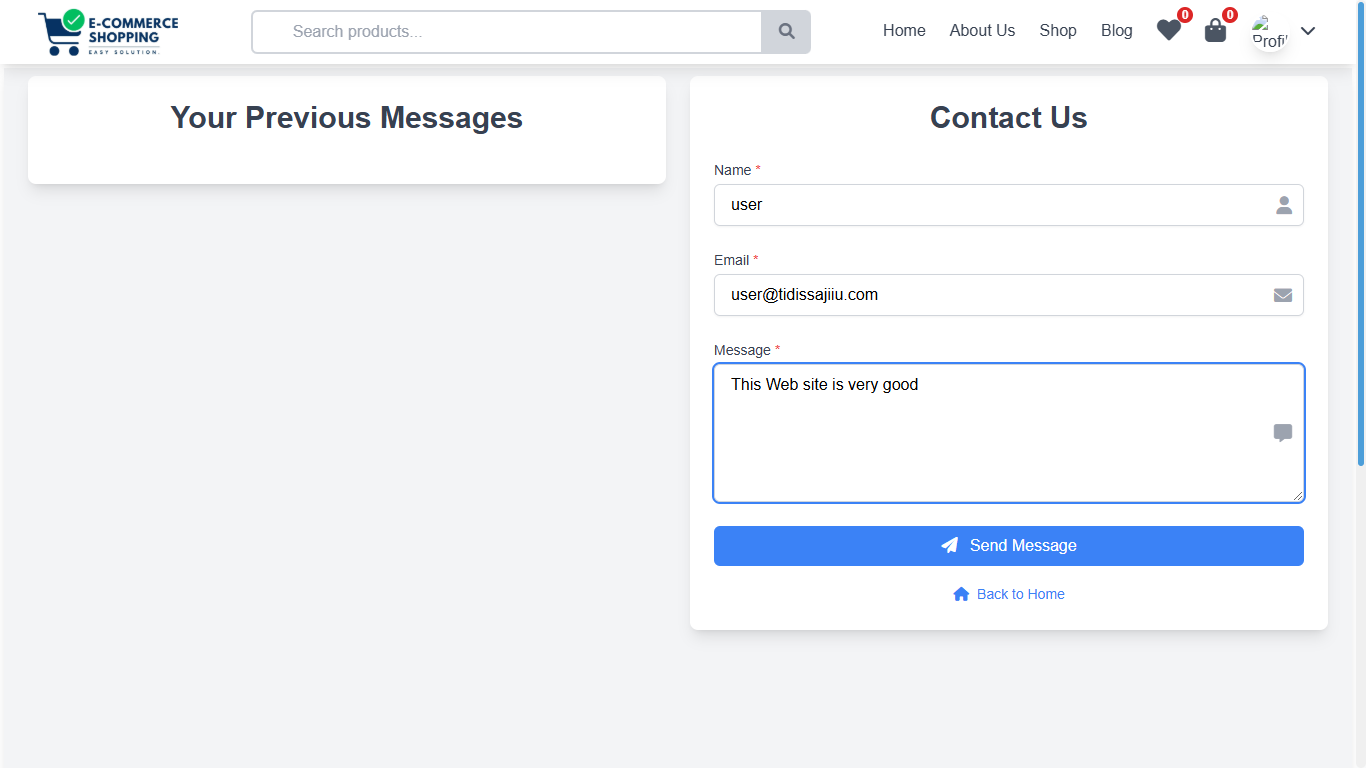 E-COMMERCE
SHOPPING
EASY SOLUTION.
Search products...
Home
About Us
Shop
Blog
0
0
Profil
Your Previous Messages
Contact Us
Name *
user
Email *
user@tidissajiiu.com
Message *
This Web site is very good
Send Message
Back to Home